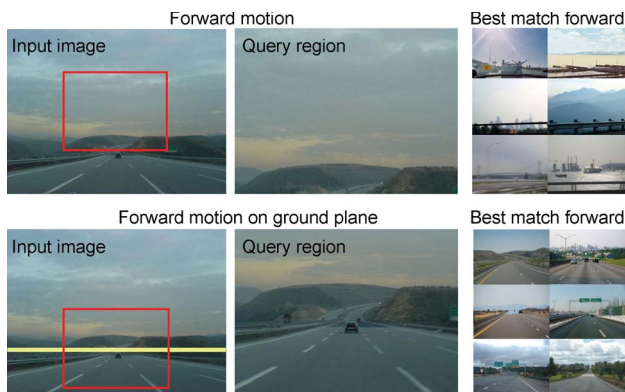 Forward motion
Best match forward
Input image
Query region
Forward motion on ground plane
Best match forward
Input image
Query region